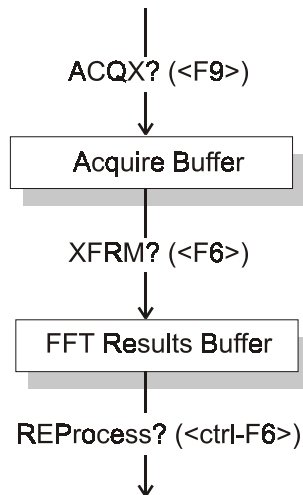 ACQX? (<F9>)
Acquire Buffer
XFRM? (<F6>)
FFT Results Buffer
REProcess? (<ctrl-F6>)